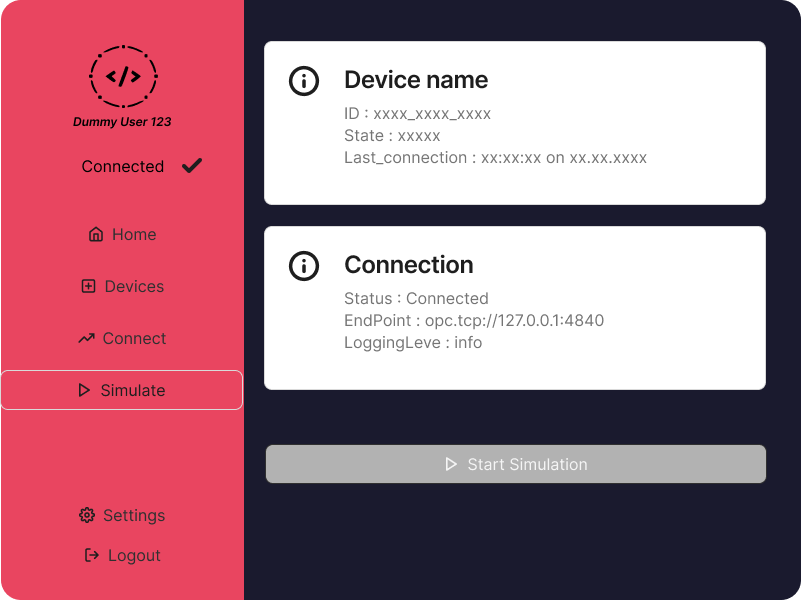 </>
Dummy User 123
Connected
Home
Devices
Connect
Simulate
Settings
Logout
Device name
ID : xxxx_xxxx_xxxx
State : xxxxx
Last_connection : xx:xx:xx on xx.xx.xxxx
Connection
Status : Connected
EndPoint : opc.tcp://127.0.0.1:4840
LoggingLeve : info
Start Simulation